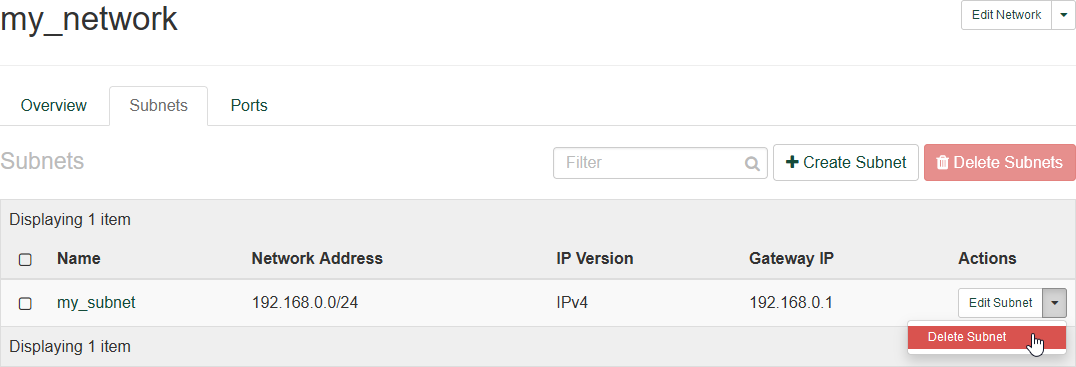 my_network
Edit Network
Overview Subnets Ports
Subnets
Filter
Create Subnet
Delete Subnets
Displaying 1 item
Name Network Address IP Version Gateway IP Actions
my_subnet 192.168.0.0/24 IPv4 192.168.0.1 Edit Subnet
Delete Subnet
Displaying 1 item